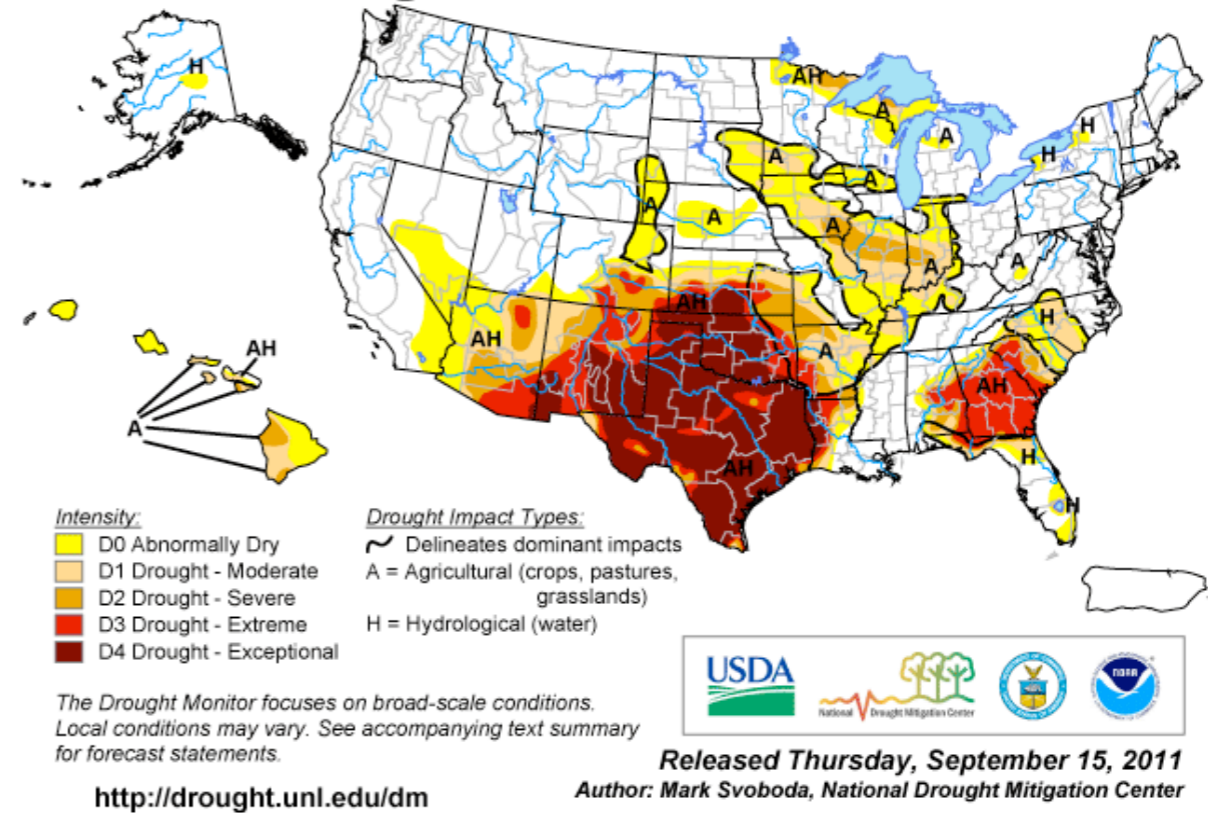 H
AH
A
A
H
H
A
A
A
A
A
A
A
A
AH
H
AH
A
AH
AH
AH
A
H
H
AH
Intensity:
D0 Abnormally Dry
D1 Drought - Moderate
D2 Drought - Severe
D3 Drought - Extreme
D4 Drought - Exceptional
Drought Impact Types:
Delineates dominant impacts
A = Agricultural (crops, pastures,
grasslands)
H = Hydrological (water)
The Drought Monitor focuses on broad-scale conditions.
Local conditions may vary. See accompanying text summary
for forecast statements.
http://drought.unl.edu/dm
USDA
National Drought Mitigation Center
NOAA
Released Thursday, September 15, 2011
Author: Mark Svoboda, National Drought Mitigation Center